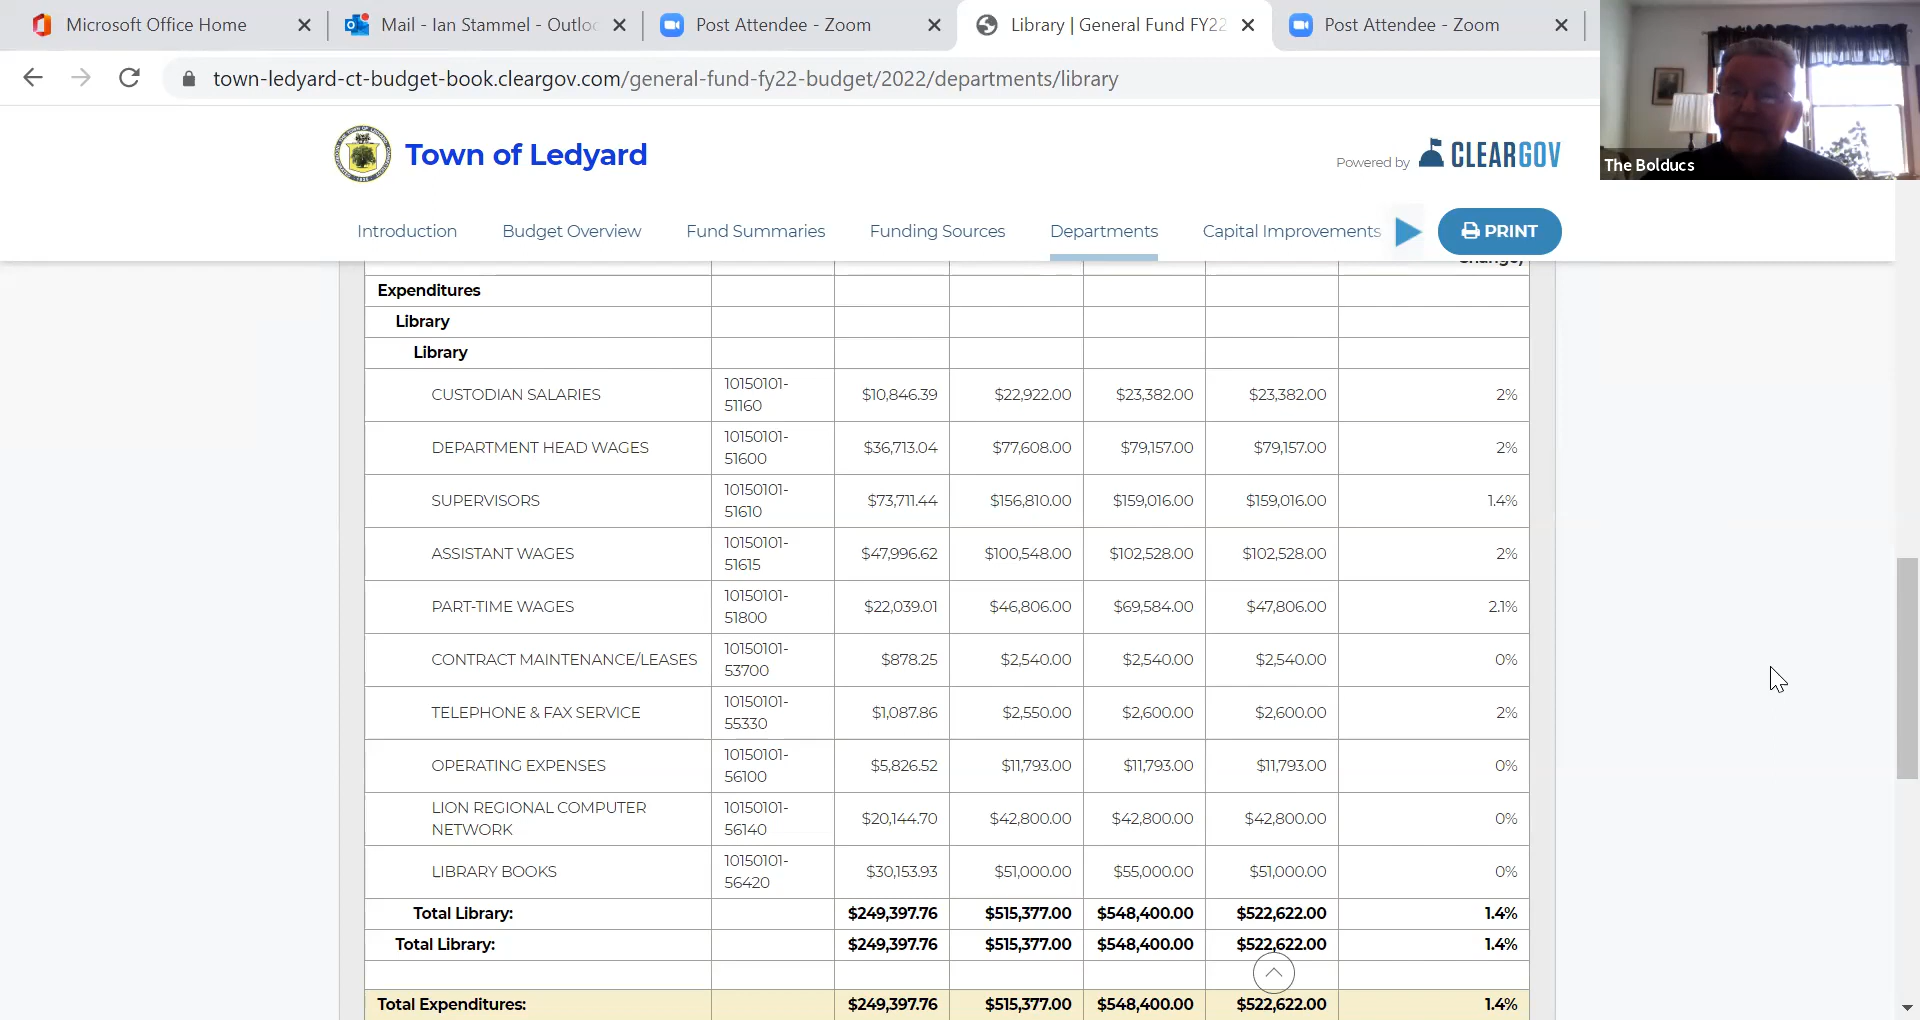 Microsoft Office Home
Mail - Ian Stammel - Outlo
Post Attendee - Zoom
Library | General Fund FY22
Post Attendee - Zoom
town-ledyard-ct-budget-book.cleargov.com/general-fund-fy22-budget/2022/departments/library
The Bolducs
Town of Ledyard
Powered by CLEARGOV
Introduction Budget Overview Fund Summaries Funding Sources Departments Capital Improvements PRINT
Expenditures
Library
Library
CUSTODIAN SALARIES 10150101-51160 $10,846.39 $22,922.00 $23,382.00 $23,382.00 2%
DEPARTMENT HEAD WAGES 10150101-51600 $36,713.04 $77,608.00 $79,157.00 $79,157.00 2%
SUPERVISORS 10150101-51610 $73,711.44 $156,810.00 $159,016.00 $159,016.00 1.4%
ASSISTANT WAGES 10150101-51615 $47,996.62 $100,548.00 $102,528.00 $102,528.00 2%
PART-TIME WAGES 10150101-51800 $22,039.01 $46,806.00 $69,584.00 $47,806.00 2.1%
CONTRACT MAINTENANCE/LEASES 10150101-53700 $878.25 $2,540.00 $2,540.00 $2,540.00 0%
TELEPHONE & FAX SERVICE 10150101-55330 $1,087.86 $2,550.00 $2,600.00 $2,600.00 2%
OPERATING EXPENSES 10150101-56100 $5,826.52 $11,793.00 $11,793.00 $11,793.00 0%
LION REGIONAL COMPUTER NETWORK 10150101-56140 $20,144.70 $42,800.00 $42,800.00 $42,800.00 0%
LIBRARY BOOKS 10150101-56420 $30,153.93 $51,000.00 $55,000.00 $51,000.00 0%
Total Library: $249,397.76 $515,377.00 $548,400.00 $522,622.00 1.4%
Total Library: $249,397.76 $515,377.00 $548,400.00 $522,622.00 1.4%
Total Expenditures: $249,397.76 $515,377.00 $548,400.00 $522,622.00 1.4%